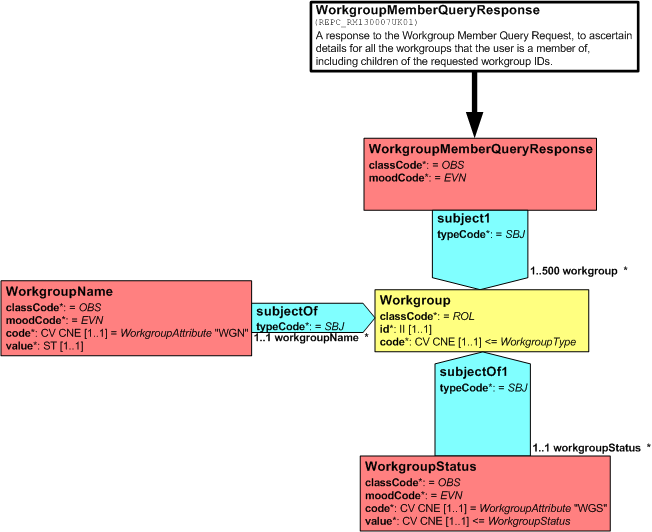 WorkgroupMemberQueryResponse
(REPC_RM130007UK01)
A response to the Workgroup Member Query Request, to ascertain
details for all the workgroups that the user is a member of,
including children of the requested workgroup IDs.
WorkgroupMemberQueryResponse
classCode*: = OBS
moodCode*: = EVN
subject1
typeCode*: = SBJ
1..500 workgroup *
WorkgroupName
classCode*: = OBS
moodCode*: = EVN
code*: CV CNE [1..1] = WorkgroupAttribute "WGN"
value*: ST [1..1]
subjectOf
typeCode*: = SBJ
1..1 workgroupName *
Workgroup
classCode*: = ROL
id*: II [1..1]
code*: CV CNE [1..1] <= WorkgroupType
subjectOf1
typeCode*: = SBJ
1..1 workgroupStatus *
WorkgroupStatus
classCode*: = OBS
moodCode*: = EVN
code*: CV CNE [1..1] = WorkgroupAttribute "WGS"
value*: CV CNE [1..1] <= WorkgroupStatus